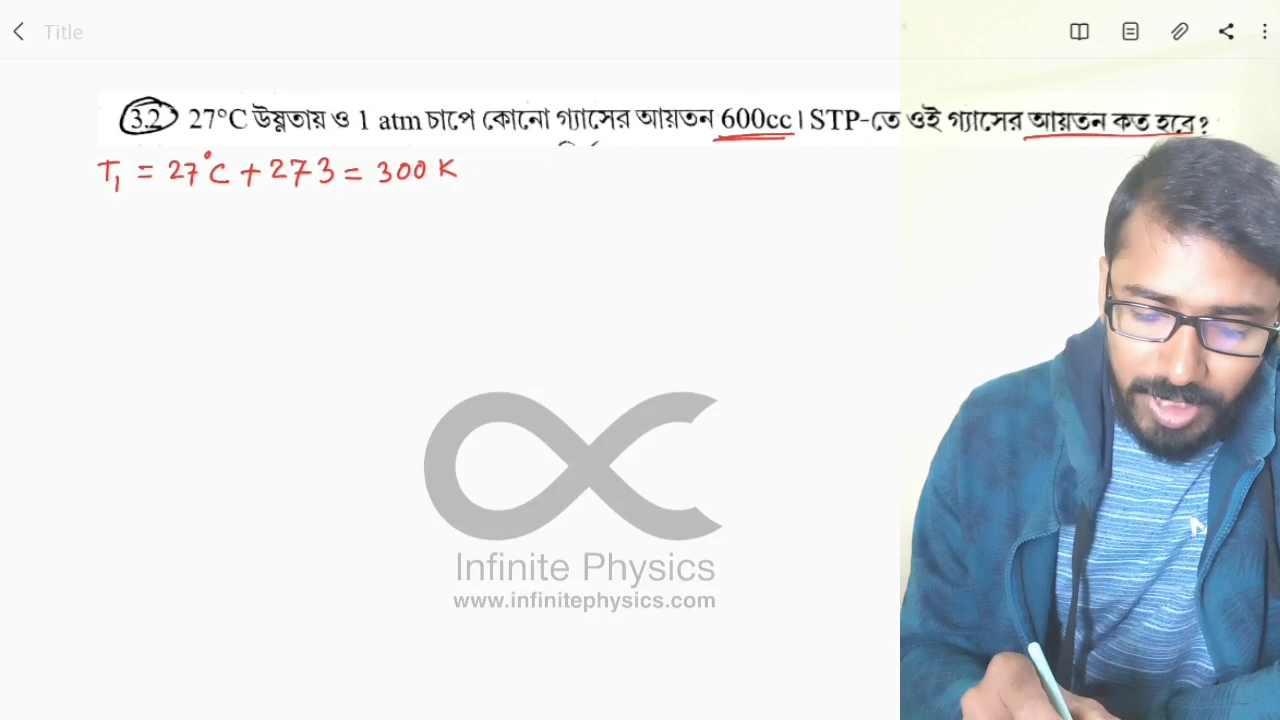 Title
3.2 27°C উষ্ণতায় ও 1 atm চাপে কোনো গ্যাসের আয়তন 600cc। STP-তে ওই গ্যাসের আয়তন কত হবে?
T₁ = 27°C + 273 = 300 K
Infinite Physics
www.infinitephysics.com